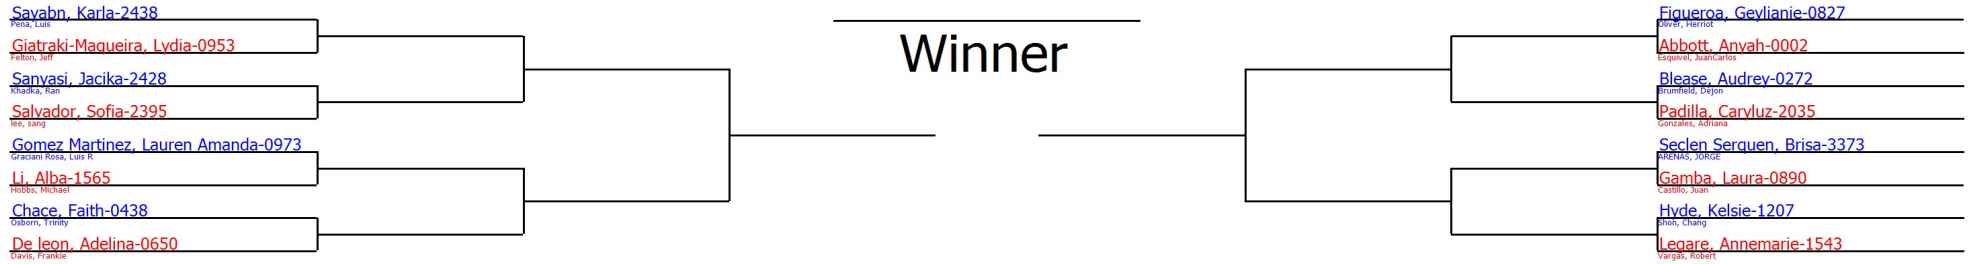 Sayabn, Karla-2438
Pena, Luis
Giatraki-Maqueira, Lydia-0953
Felton, Jeff
Sanyasi, Jacika-2428
Khadka, Ran
Salvador, Sofia-2395
lee, sang
Gomez Martinez, Lauren Amanda-0973
Graciani Rosa, Luis R
Li, Alba-1565
Hobbs, Michael
Chace, Faith-0438
Osborn, Trinity
De leon, Adelina-0650
Davis, Frankie
Winner
Figueroa, Geylianie-0827
Oliver, Herriot
Abbott, Anyah-0002
Esquivel, JuanCarlos
Blease, Audrey-0272
Brumfield, Dejon
Padilla, Caryluz-2035
Gonzales, Adriana
Seclen Serquen, Brisa-3373
ARENAS, JORGE
Gamba, Laura-0890
Castillo, Juan
Hyde, Kelsie-1207
Shon, Chang
Legare, Annemarie-1543
Vargas, Robert